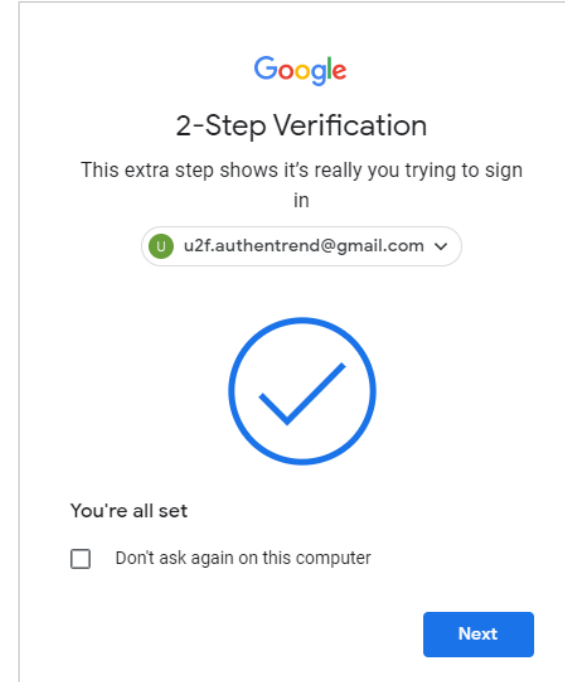 Google
2-Step Verification
This extra step shows it's really you trying to sign
in
U u2f.authentrend@gmail.com
You're all set
Don't ask again on this computer
Next